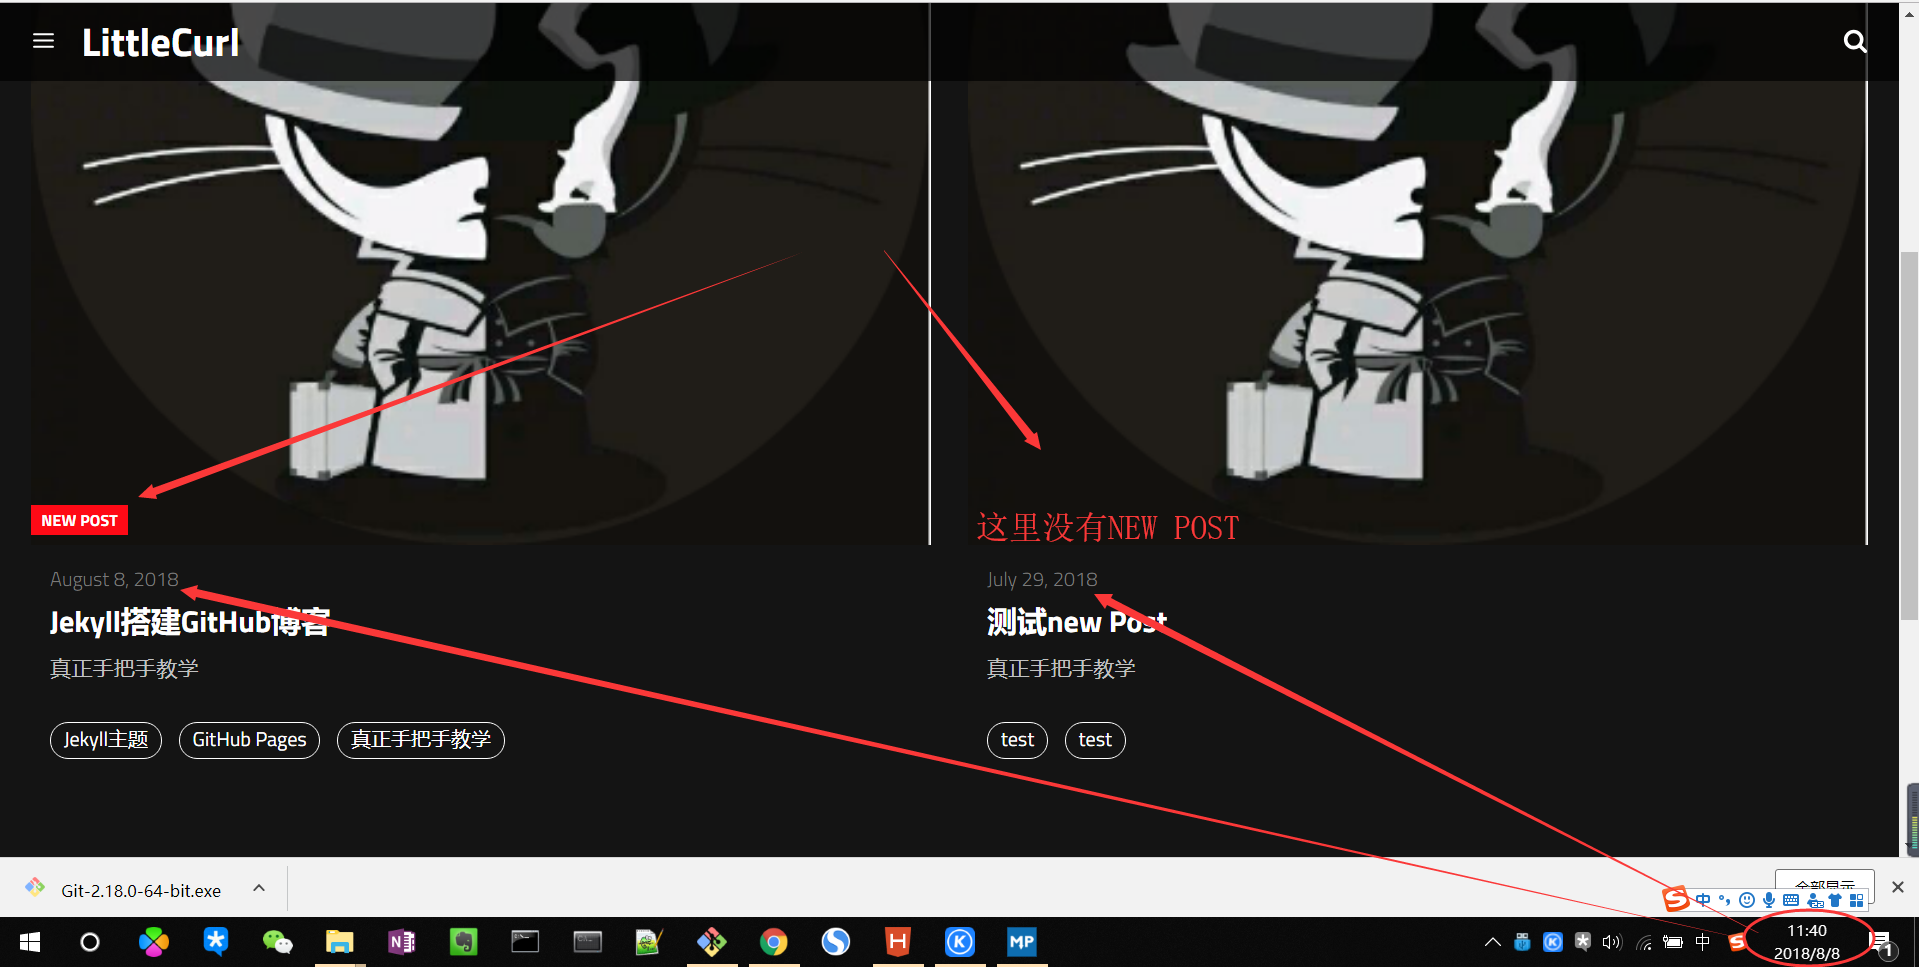 LittleCurl
NEW POST
这里没有NEW POST
August 8, 2018
Jekyll搭建GitHub博客
真正手把手教学
Jekyll主题
GitHub Pages
真正手把手教学
July 29, 2018
测试new Post
真正手把手教学
test
test
Git-2.18.0-64-bit.exe
全部显示
中
N
H
K
MP
K
中
11:40
2018/8/8
1